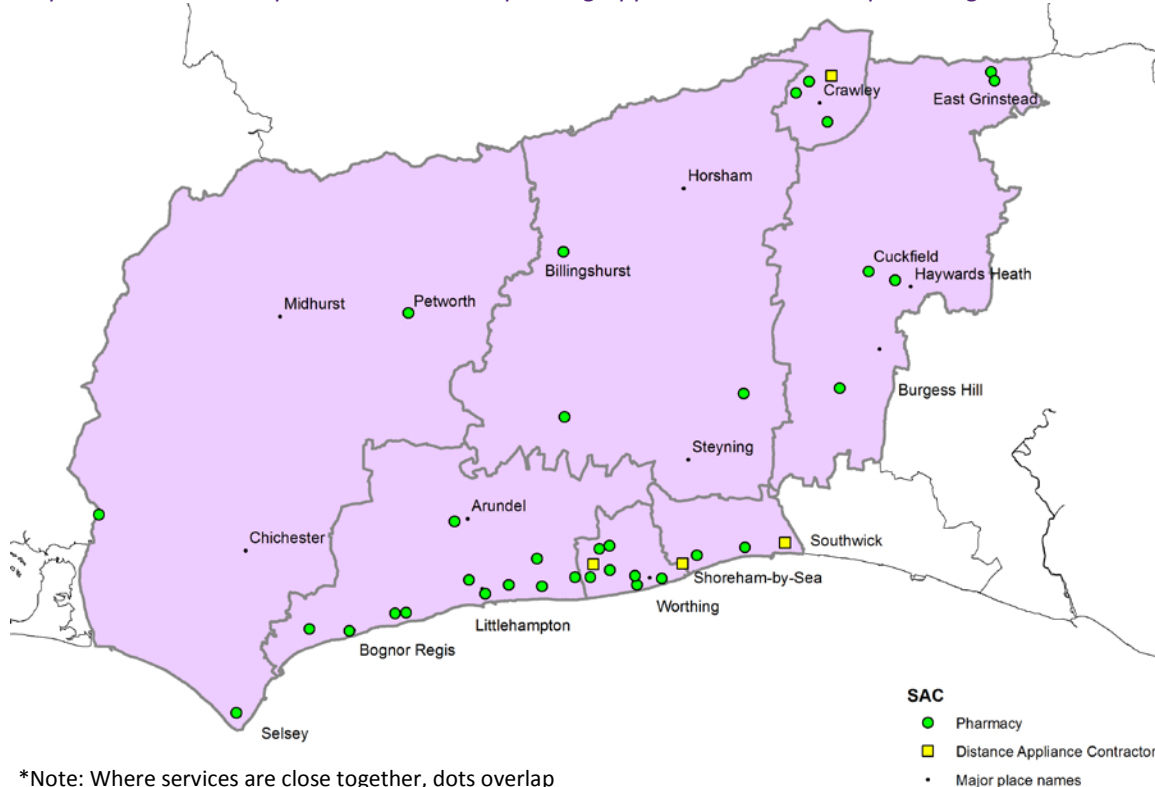 Crawley
East Grinstead
Horsham
Cuckfield
Haywards Heath
Billingshurst
Petworth
Midhurst
Burgess Hill
Steyning
Arundel
Southwick
Chichester
Shoreham-by-Sea
Worthing
Littlehampton
Bognor Regis
Selsey
SAC
Pharmacy
Distance Appliance Contractor
Major place names
*Note: Where services are close together, dots overlap